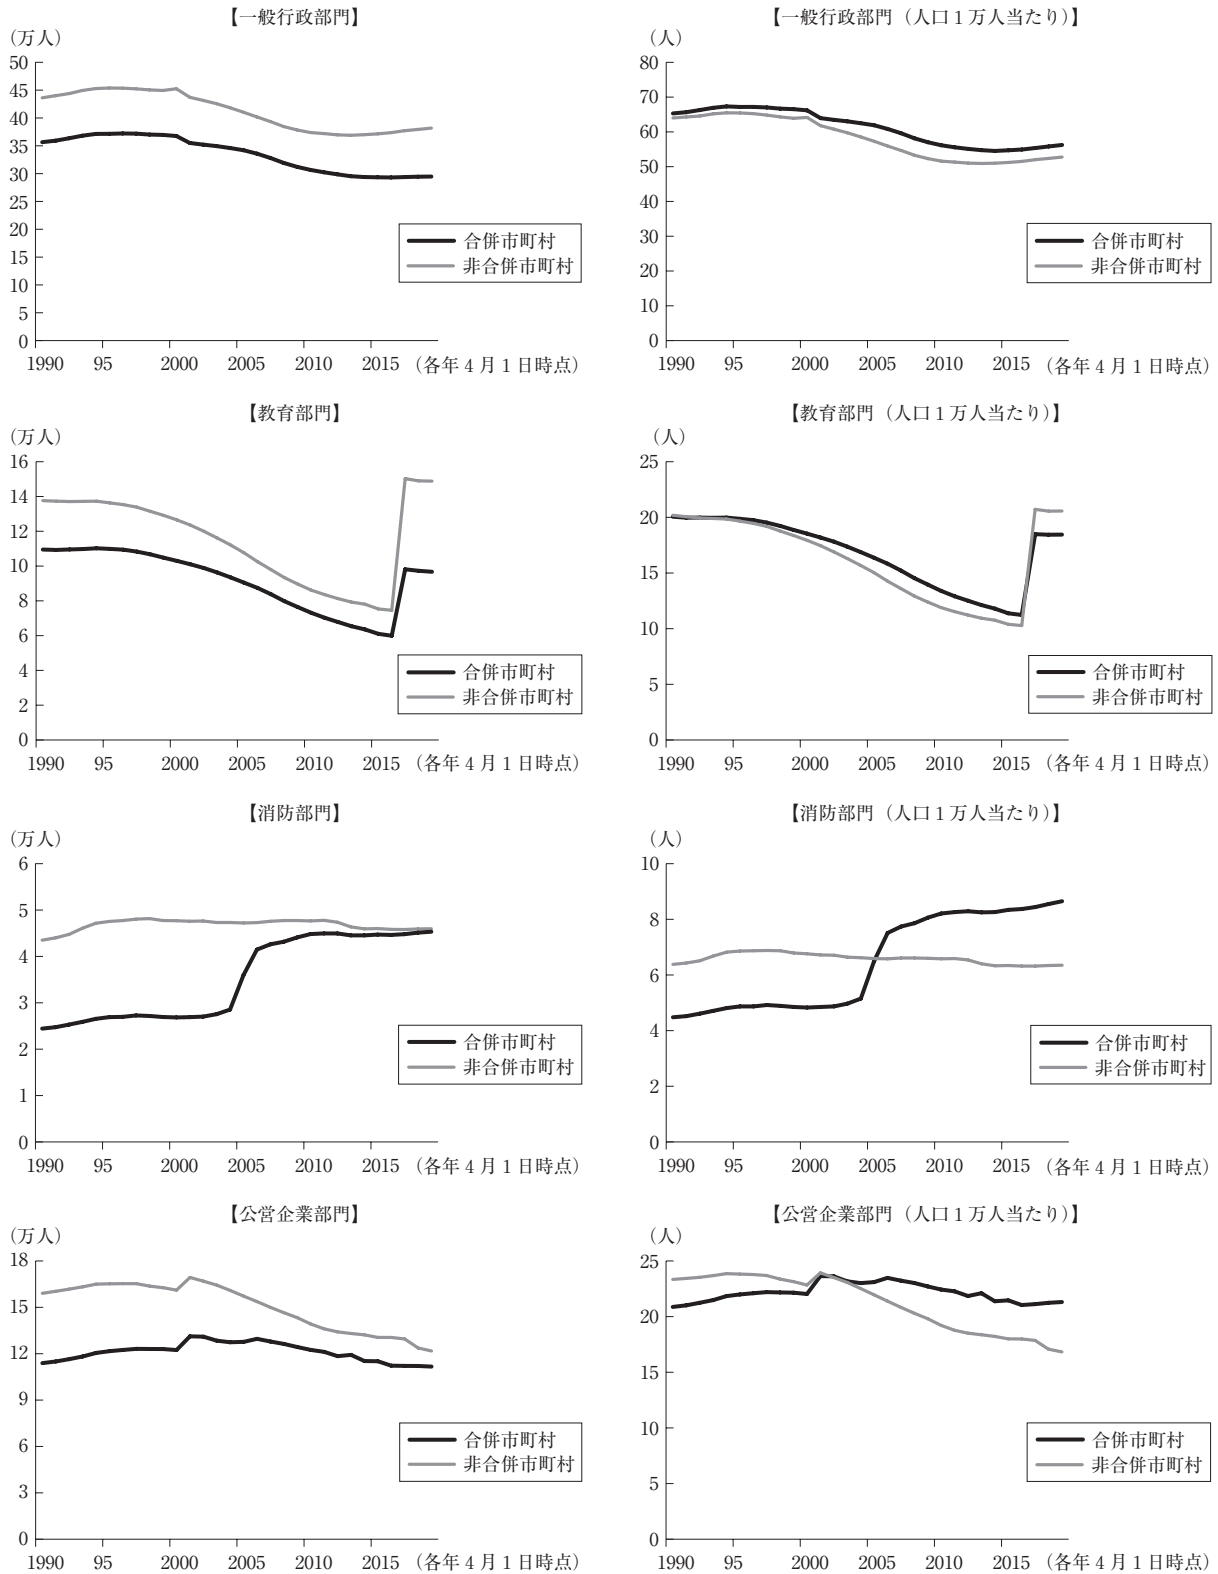 【一般行政部門】
（万人）
50
45
40
35
30
25
20
15
10
5
0
1990 95 2000 2005 2010 2015 （各年４月１日時点）
合併市町村
非合併市町村
【一般行政部門（人口１万人当たり）】
（人）
80
70
60
50
40
30
20
10
0
1990 95 2000 2005 2010 2015 （各年４月１日時点）
合併市町村
非合併市町村
【教育部門】
（万人）
16
14
12
10
8
6
4
2
0
1990 95 2000 2005 2010 2015 （各年４月１日時点）
合併市町村
非合併市町村
【教育部門（人口１万人当たり）】
（人）
25
20
15
10
5
0
1990 95 2000 2005 2010 2015 （各年４月１日時点）
合併市町村
非合併市町村
【消防部門】
（万人）
6
5
4
3
2
1
0
1990 95 2000 2005 2010 2015 （各年４月１日時点）
合併市町村
非合併市町村
【消防部門（人口１万人当たり）】
（人）
10
8
6
4
2
0
1990 95 2000 2005 2010 2015 （各年４月１日時点）
合併市町村
非合併市町村
【公営企業部門】
（万人）
18
15
12
9
6
3
0
1990 95 2000 2005 2010 2015 （各年４月１日時点）
合併市町村
非合併市町村
【公営企業部門（人口１万人当たり）】
（人）
25
20
15
10
5
0
1990 95 2000 2005 2010 2015 （各年４月１日時点）
合併市町村
非合併市町村